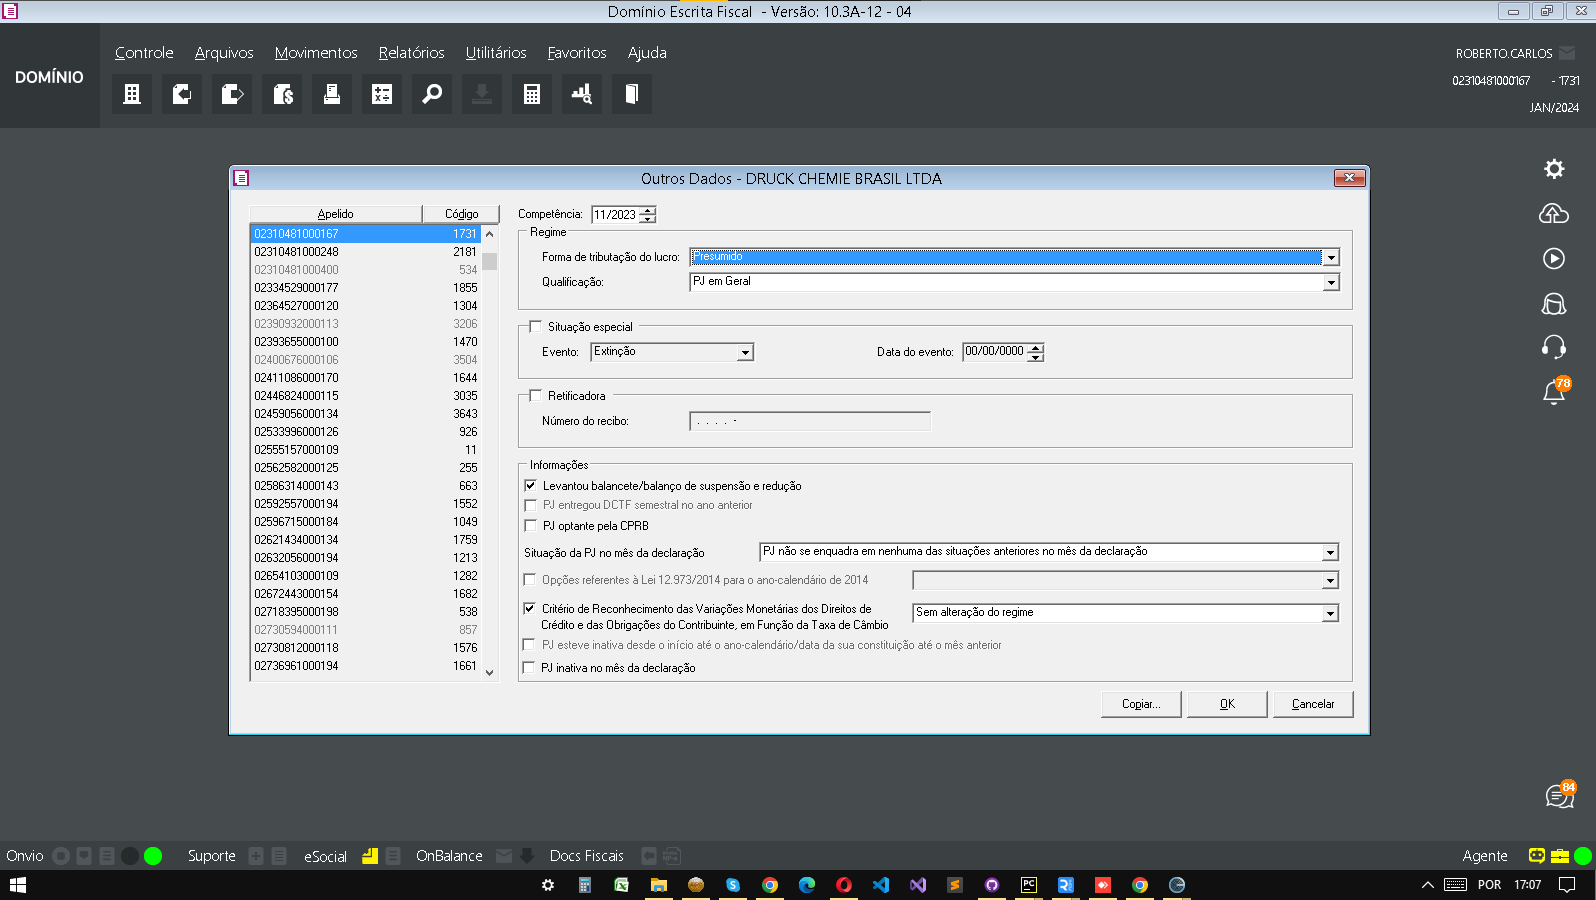 Domínio Escrita Fiscal - Versão: 10.3A-12 - 04
DOMÍNIO
Controle Arquivos Movimentos Relatórios Utilitários Favoritos Ajuda
ROBERTO.CARLOS
02310481000167 - 1731
JAN/2024
Outros Dados - DRUCK CHEMIE BRASIL LTDA
Apelido Código
02310481000167 1731
02310481000248 2181
02310481000400 534
02334529000177 1855
02364527000120 1304
02390932000113 3206
02393655000100 1470
02400676000106 3504
02411086000170 1644
02446824000115 3035
02459056000134 3643
02533996000126 926
02555157000109 11
02562582000125 255
02586314000143 663
02592557000194 1552
02596715000184 1049
02621434000134 1759
02632056000194 1213
02654103000109 1282
02672443000154 1682
02718395000198 538
02730594000111 857
02730812000118 1576
02736961000194 1661
Competência: 11/2023
Regime
Forma de tributação do lucro: Presumido
Qualificação: PJ em Geral
Situação especial
Evento: Extinção Data do evento: 00/00/0000
Retificadora
Número do recibo: . . . . -
Informações
Levantou balancete/balanço de suspensão e redução
PJ entregou DCTF semestral no ano anterior
PJ optante pela CPRB
Situação da PJ no mês da declaração PJ não se enquadra em nenhuma das situações anteriores no mês da declaração
Opções referentes à Lei 12.973/2014 para o ano-calendário de 2014
Critério de Reconhecimento das Variações Monetárias dos Direitos de
Crédito e das Obrigações do Contribuinte, em Função da Taxa de Câmbio
Sem alteração do regime
PJ esteve inativa desde o início até o ano-calendário/data da sua constituição até o mês anterior
PJ inativa no mês da declaração
Copiar... OK Cancelar
78
84
Onvio Suporte eSocial OnBalance Docs Fiscais Agente
POR 17:07